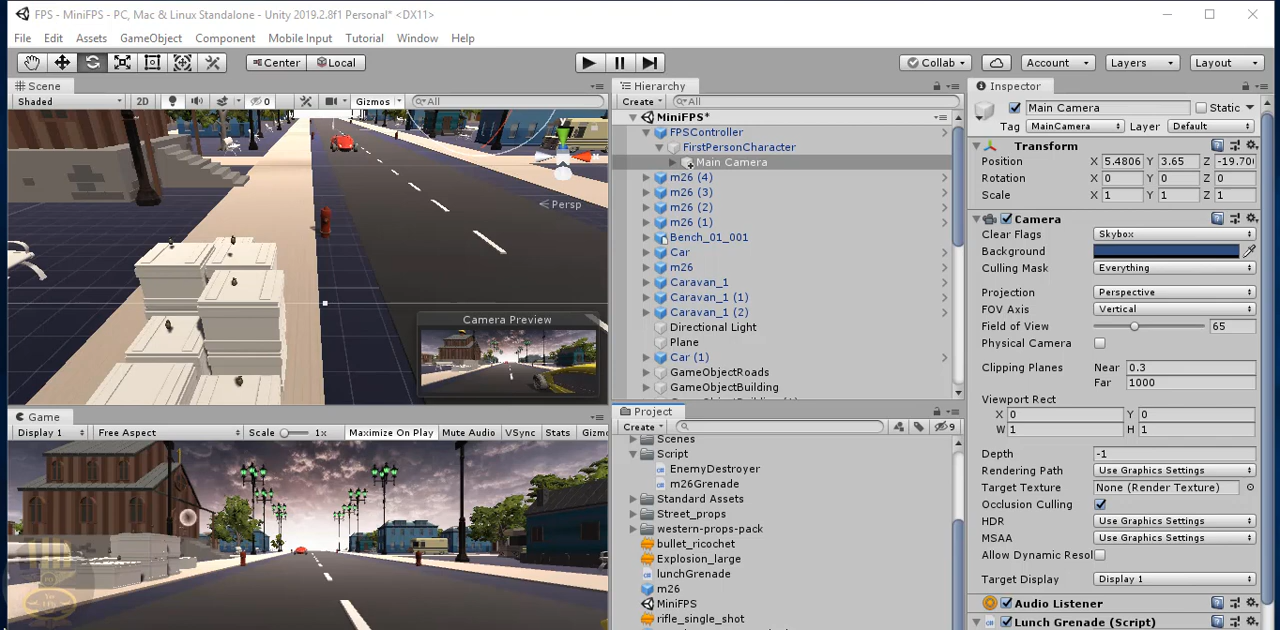 FPS - MiniFPS - PC, Mac & Linux Standalone - Unity 2019.2.8f1 Personal* <DX11>
File Edit Assets GameObject Component Mobile Input Tutorial Window Help
Center Local Collab Account Layers Layout
Scene
Shaded 2D 0 Gizmos All
Persp
Camera Preview
Game
Display 1 Free Aspect Scale 1x Maximize On Play Mute Audio VSync Stats Gizmo
Hierarchy
Create All
MiniFPS*
FPSController
FirstPersonCharacter
Main Camera
m26 (4)
m26 (3)
m26 (2)
m26 (1)
Bench_01_001
Car
m26
Caravan_1
Caravan_1 (1)
Caravan_1 (2)
Directional Light
Plane
Car (1)
GameObjectRoads
GameObjectBuilding
Project
Create 9
Scenes
Script
EnemyDestroyer
m26Grenade
Standard Assets
Street_props
western-props-pack
bullet_ricochet
Explosion_large
lunchGrenade
m26
MiniFPS
rifle_single_shot
Inspector
Main Camera Static
Tag MainCamera Layer Default
Transform
Position X 5.4806 Y 3.65 Z -19.70
Rotation X 0 Y 0 Z 0
Scale X 1 Y 1 Z 1
Camera
Clear Flags Skybox
Background
Culling Mask Everything
Projection Perspective
FOV Axis Vertical
Field of View 65
Physical Camera
Clipping Planes Near 0.3
Far 1000
Viewport Rect
X 0 Y 0
W 1 H 1
Depth -1
Rendering Path Use Graphics Settings
Target Texture None (Render Texture)
Occlusion Culling
HDR Use Graphics Settings
MSAA Use Graphics Settings
Allow Dynamic Resol
Target Display Display 1
Audio Listener
Lunch Grenade (Script)